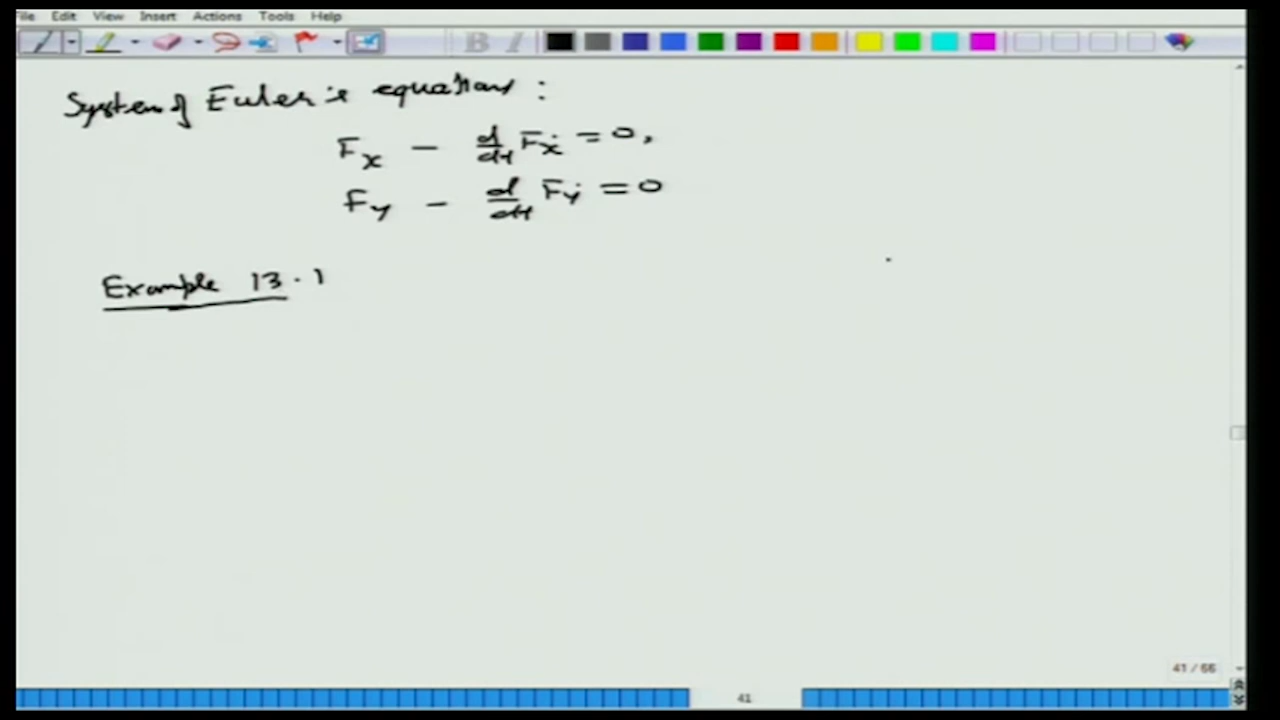 File Edit View Insert Actions Tools Help
B I
System of Euler's equations :
Fₓ − d/dt Fẋ = 0,
F_y − d/dt Fẏ = 0
Example 13.1
41 / 66
41